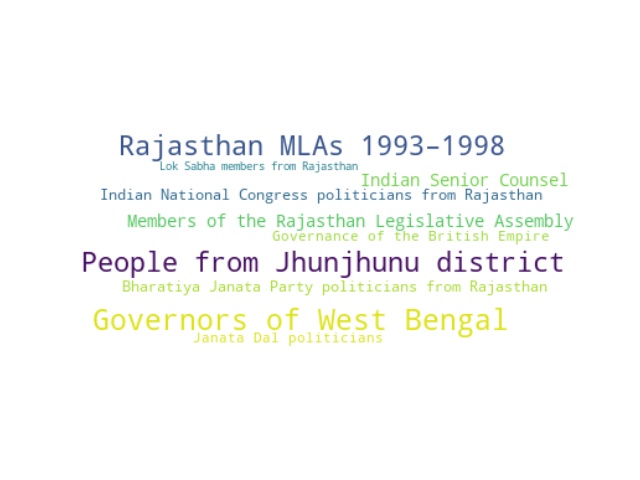 Rajasthan MLAs 1993–1998
Lok Sabha members from Rajasthan
Indian Senior Counsel
Indian National Congress politicians from Rajasthan
Members of the Rajasthan Legislative Assembly
Governance of the British Empire
People from Jhunjhunu district
Bharatiya Janata Party politicians from Rajasthan
Governors of West Bengal
Janata Dal politicians